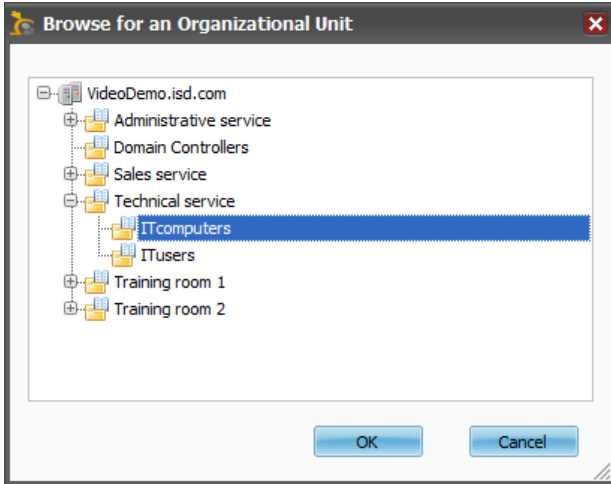 Browse for an Organizational Unit
VideoDemo.isd.com
Administrative service
Domain Controllers
Sales service
Technical service
ITcomputers
ITusers
Training room 1
Training room 2
OK
Cancel